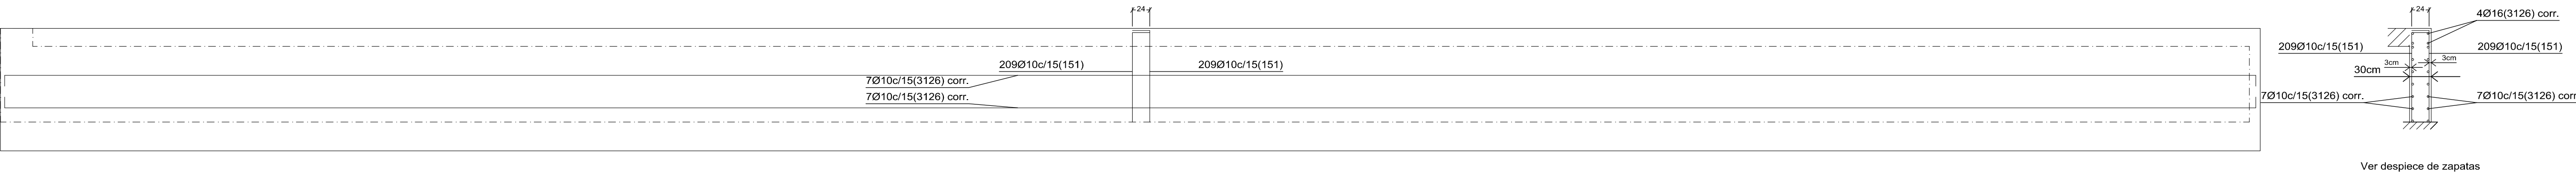 24
209Ø10c/15(151)
209Ø10c/15(151)
7Ø10c/15(3126) corr.
7Ø10c/15(3126) corr.
24
4Ø16(3126) corr.
209Ø10c/15(151)
209Ø10c/15(151)
3cm
3cm
30cm
7Ø10c/15(3126) corr.
7Ø10c/15(3126) corr
Ver despiece de zapatas